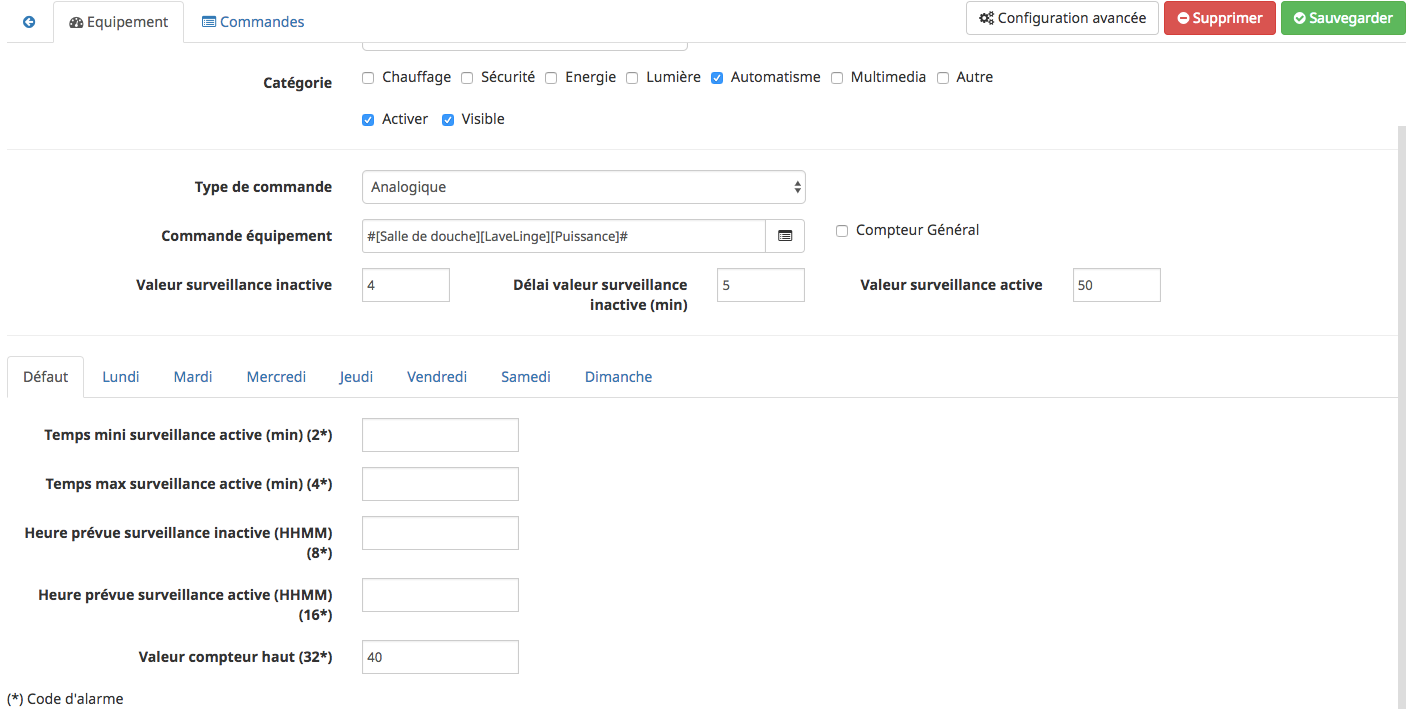 Equipement Commandes Configuration avancée Supprimer Sauvegarder
Catégorie Chauffage Sécurité Energie Lumière Automatisme Multimedia Autre
Activer Visible
Type de commande Analogique
Commande équipement #[Salle de douche][LaveLinge][Puissance]# Compteur Général
Valeur surveillance inactive 4 Délai valeur surveillance inactive (min) 5 Valeur surveillance active 50
Défaut Lundi Mardi Mercredi Jeudi Vendredi Samedi Dimanche
Temps mini surveillance active (min) (2*)
Temps max surveillance active (min) (4*)
Heure prévue surveillance inactive (HHMM)
(8*)
Heure prévue surveillance active (HHMM)
(16*)
Valeur compteur haut (32*) 40
(*) Code d'alarme